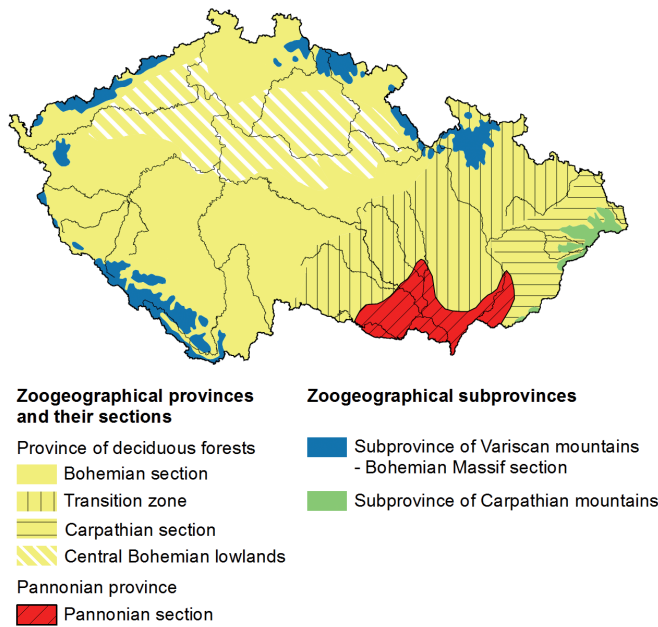 Zoogeographical provinces
and their sections
Province of deciduous forests
Bohemian section
Transition zone
Carpathian section
Central Bohemian lowlands
Pannonian province
Pannonian section
Zoogeographical subprovinces
Subprovince of Variscan mountains
- Bohemian Massif section
Subprovince of Carpathian mountains